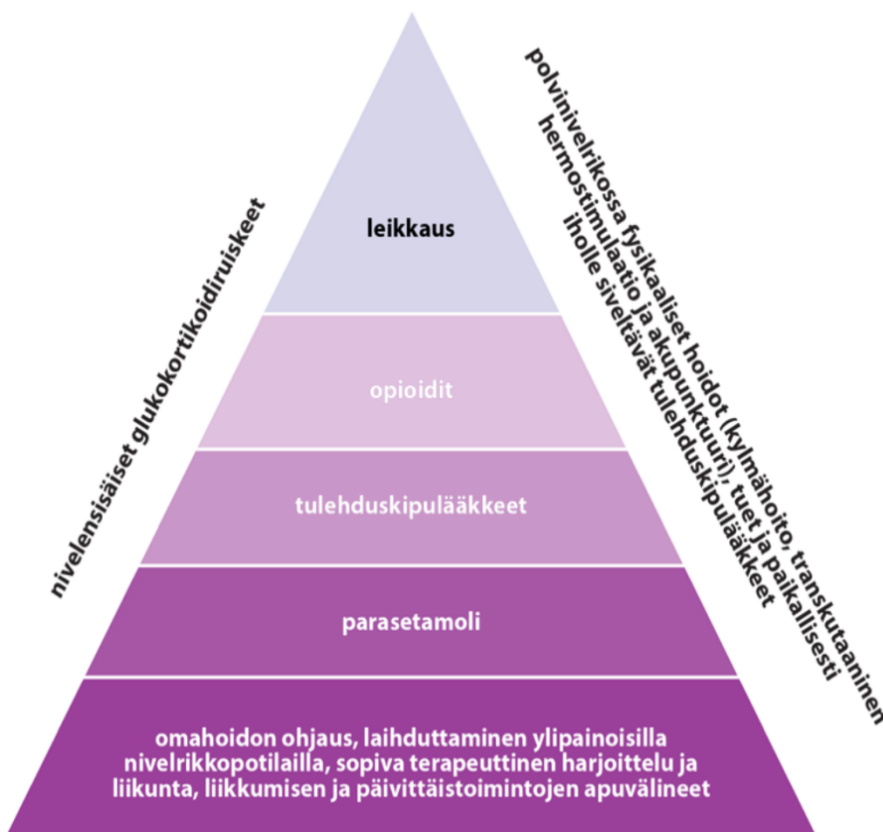 leikkaus
opioidit
tulehduskipulääkkeet
parasetamoli
omahoidon ohjaus, laihduttaminen ylipainoisilla
nivelrikkopotilailla, sopiva terapeuttinen harjoittelu ja
liikunta, liikkumisen ja päivittäistoimintojen apuvälineet
nivelensisäiset glukokortikoidiruiskeet
polvinivelrikossa fysikaaliset hoidot (kylmähoito, transkutaaninen
hermostimulaatio ja akupunktuuri), tuet ja paikallisesti
iholle siveltävät tulehduskipulääkkeet